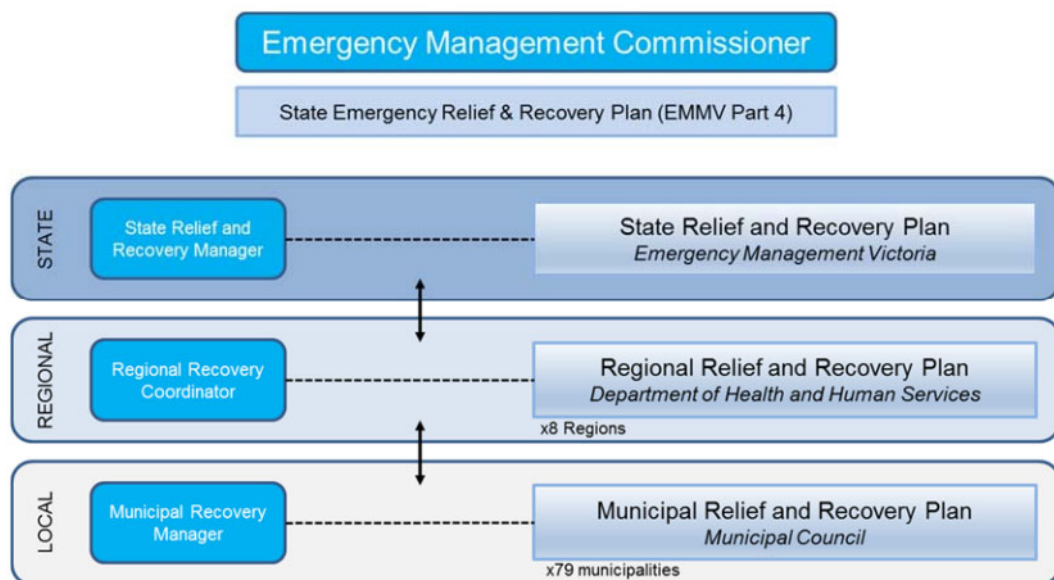 Emergency Management Commissioner
State Emergency Relief & Recovery Plan (EMMV Part 4)
STATE
State Relief and
Recovery Manager
State Relief and Recovery Plan
Emergency Management Victoria
REGIONAL
Regional Recovery
Coordinator
Regional Relief and Recovery Plan
Department of Health and Human Services
x8 Regions
LOCAL
Municipal Recovery
Manager
Municipal Relief and Recovery Plan
Municipal Council
x79 municipalities